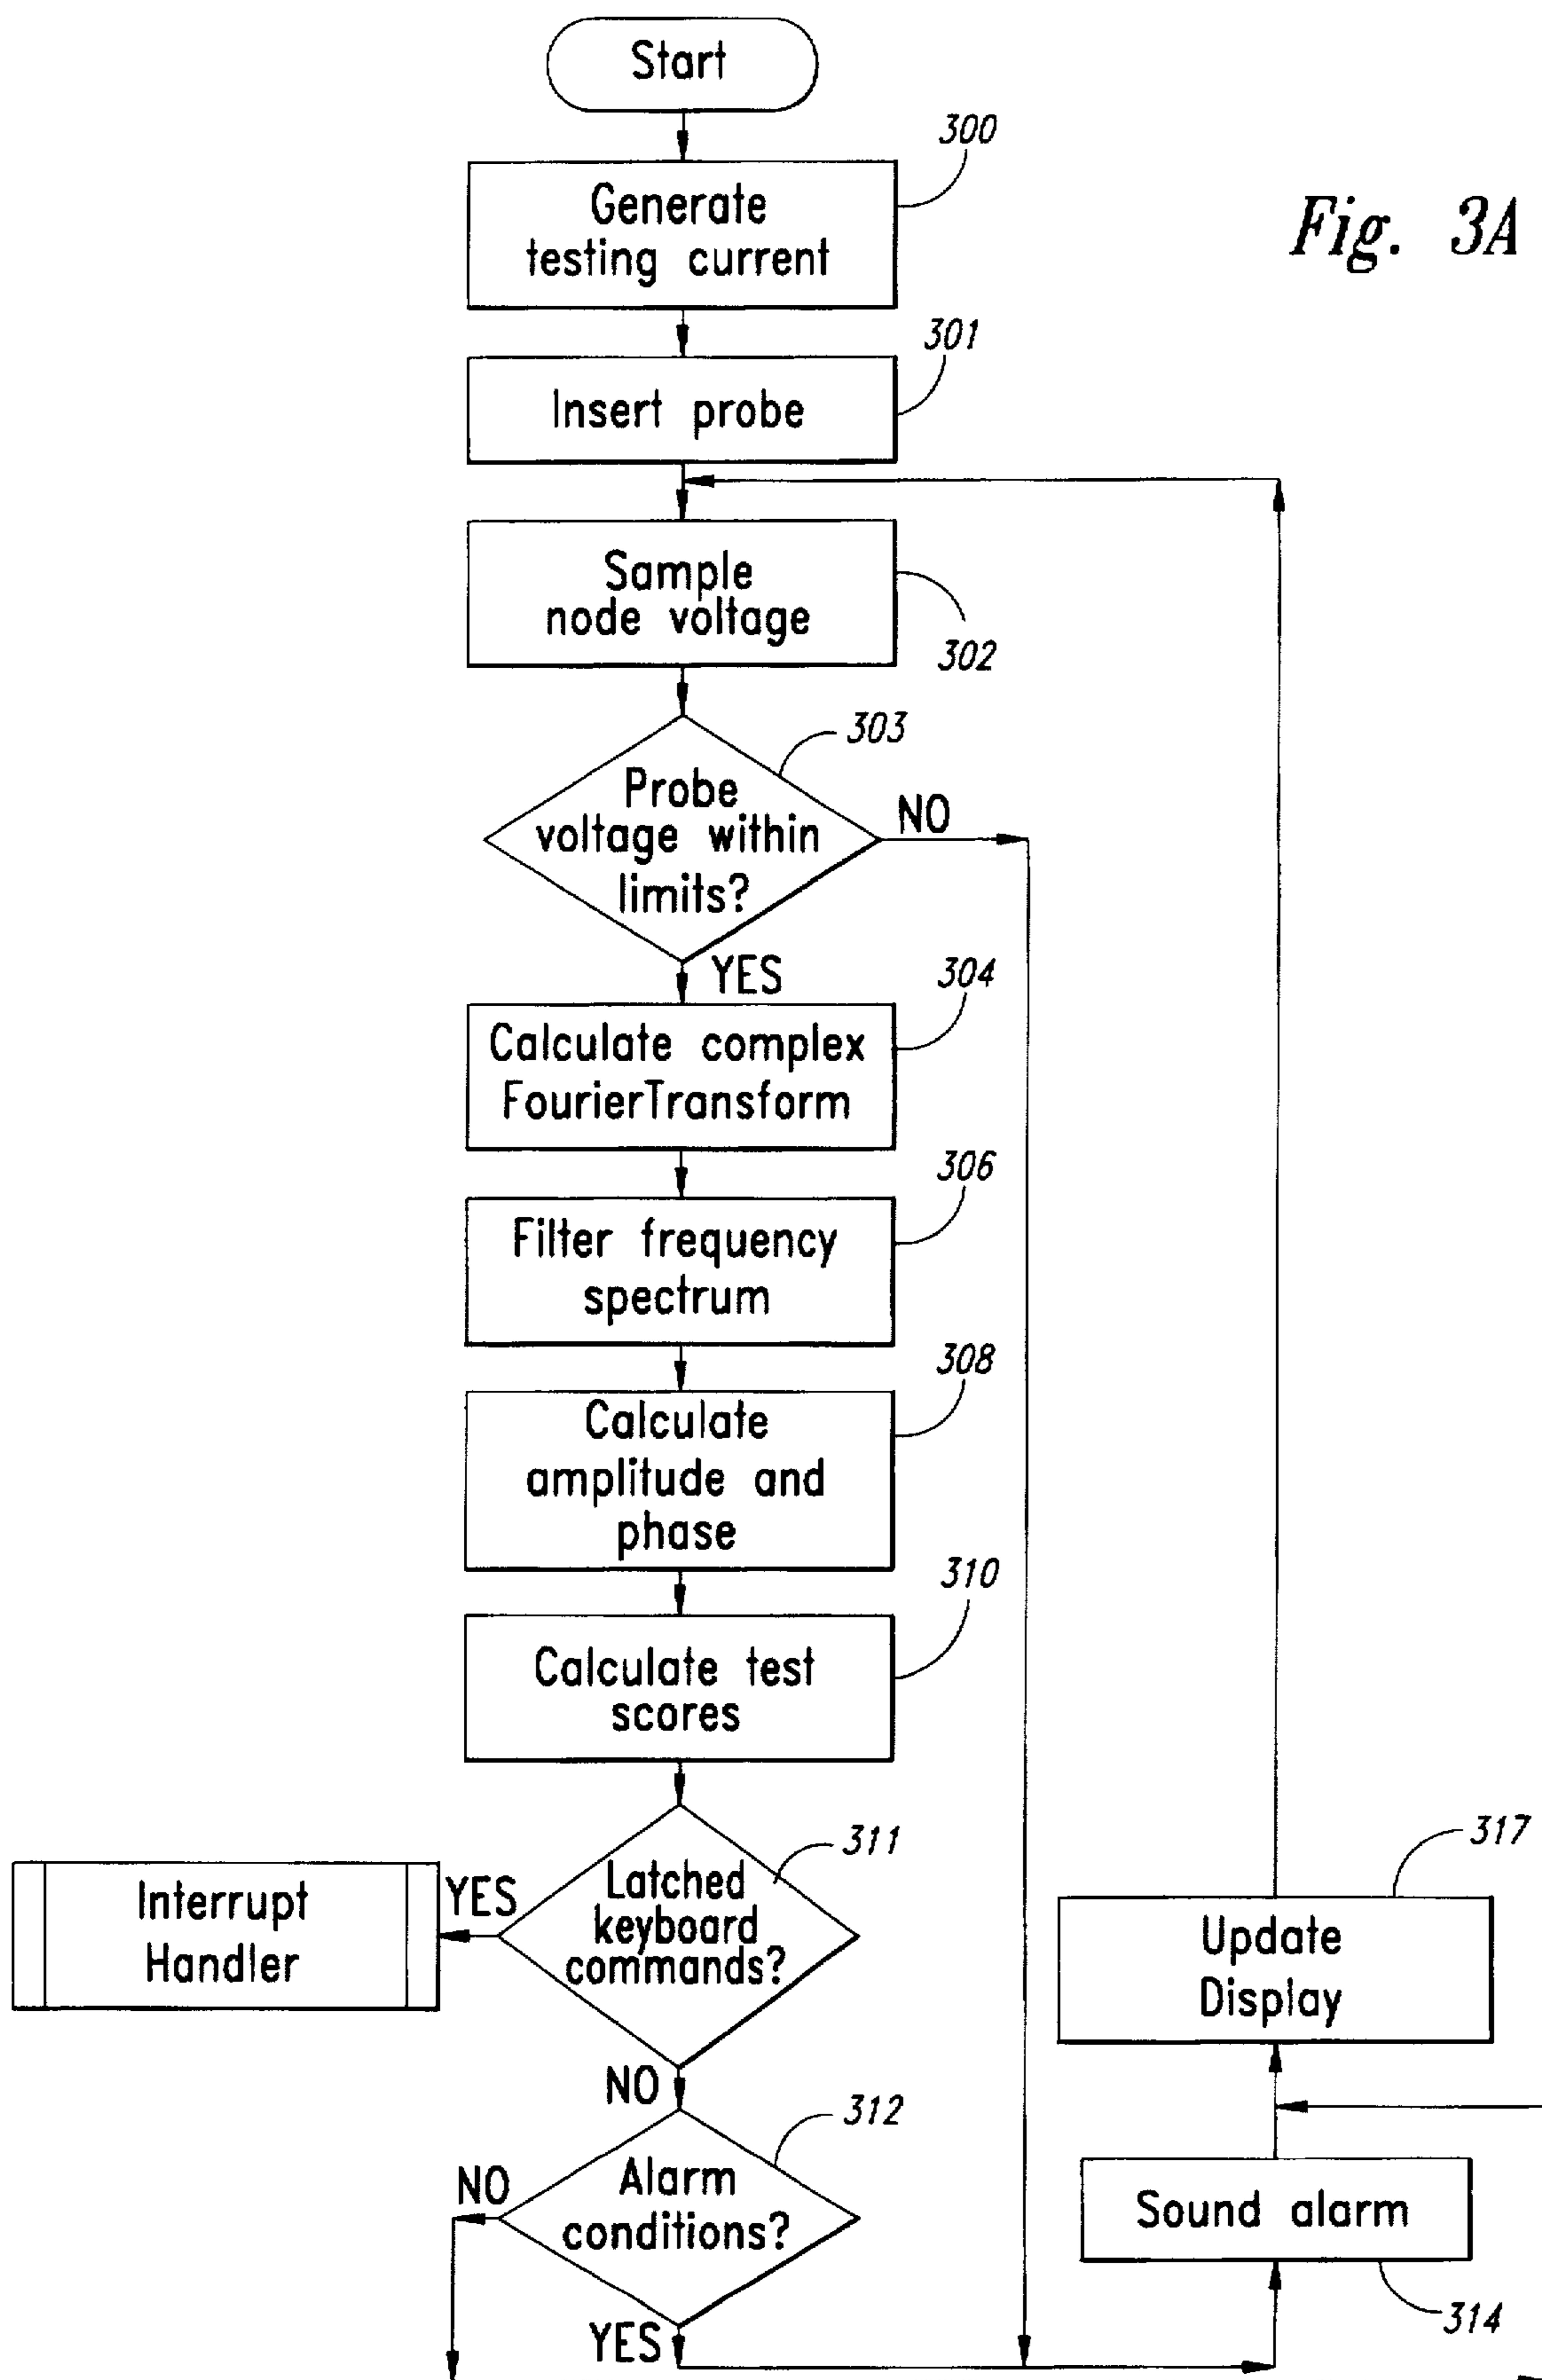 Start
300
Generate
testing current
Fig. 3A
301
Insert probe
Sample
node voltage
302
303
Probe
voltage within
limits?
NO
YES
304
Calculate complex
FourierTransform
306
Filter frequency
spectrum
308
Calculate
amplitude and
phase
310
Calculate test
scores
311
Latched
keyboard
commands?
YES
Interrupt
Handler
317
Update
Display
NO
312
Alarm
conditions?
NO
Sound alarm
314
YES